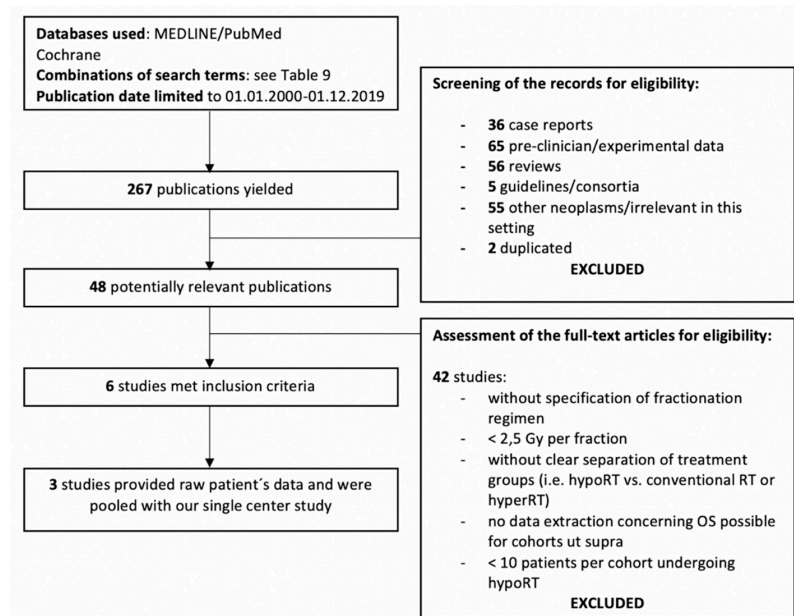 Databases used: MEDLINE/PubMed
Cochrane
Combinations of search terms: see Table 9
Publication date limited to 01.01.2000-01.12.2019
Screening of the records for eligibility:
- 36 case reports
- 65 pre-clinician/experimental data
- 56 reviews
- 5 guidelines/consortia
- 55 other neoplasms/irrelevant in this
setting
- 2 duplicated
EXCLUDED
267 publications yielded
48 potentially relevant publications
Assessment of the full-text articles for eligibility:
42 studies:
- without specification of fractionation
regimen
- < 2,5 Gy per fraction
- without clear separation of treatment
groups (i.e. hypoRT vs. conventional RT or
hyperRT)
- no data extraction concerning OS possible
for cohorts ut supra
- < 10 patients per cohort undergoing
hypoRT
EXCLUDED
6 studies met inclusion criteria
3 studies provided raw patient´s data and were
pooled with our single center study